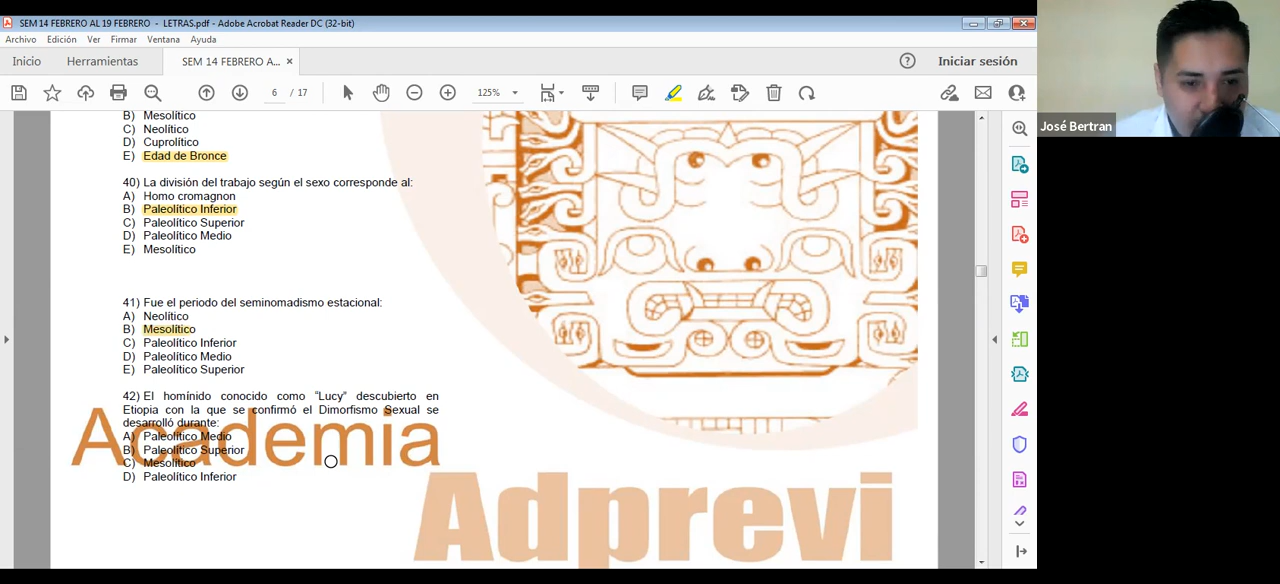 SEM 14 FEBRERO AL 19 FEBRERO - LETRAS.pdf - Adobe Acrobat Reader DC (32-bit)
Archivo Edición Ver Firmar Ventana Ayuda
Inicio Herramientas SEM 14 FEBRERO A... × Iniciar sesión
6 / 17 125%
José Bertran
B) Mesolítico
C) Neolítico
D) Cuprolítico
E) Edad de Bronce
40) La división del trabajo según el sexo corresponde al:
A) Homo cromagnon
B) Paleolítico Inferior
C) Paleolítico Superior
D) Paleolítico Medio
E) Mesolítico
41) Fue el periodo del seminomadismo estacional:
A) Neolítico
B) Mesolítico
C) Paleolítico Inferior
D) Paleolítico Medio
E) Paleolítico Superior
42) El homínido conocido como “Lucy” descubierto en
Etiopia con la que se confirmó el Dimorfismo Sexual se
desarrolló durante:
A) Paleolítico Medio
B) Paleolítico Superior
C) Mesolítico
D) Paleolítico Inferior
Academia
Adprevi